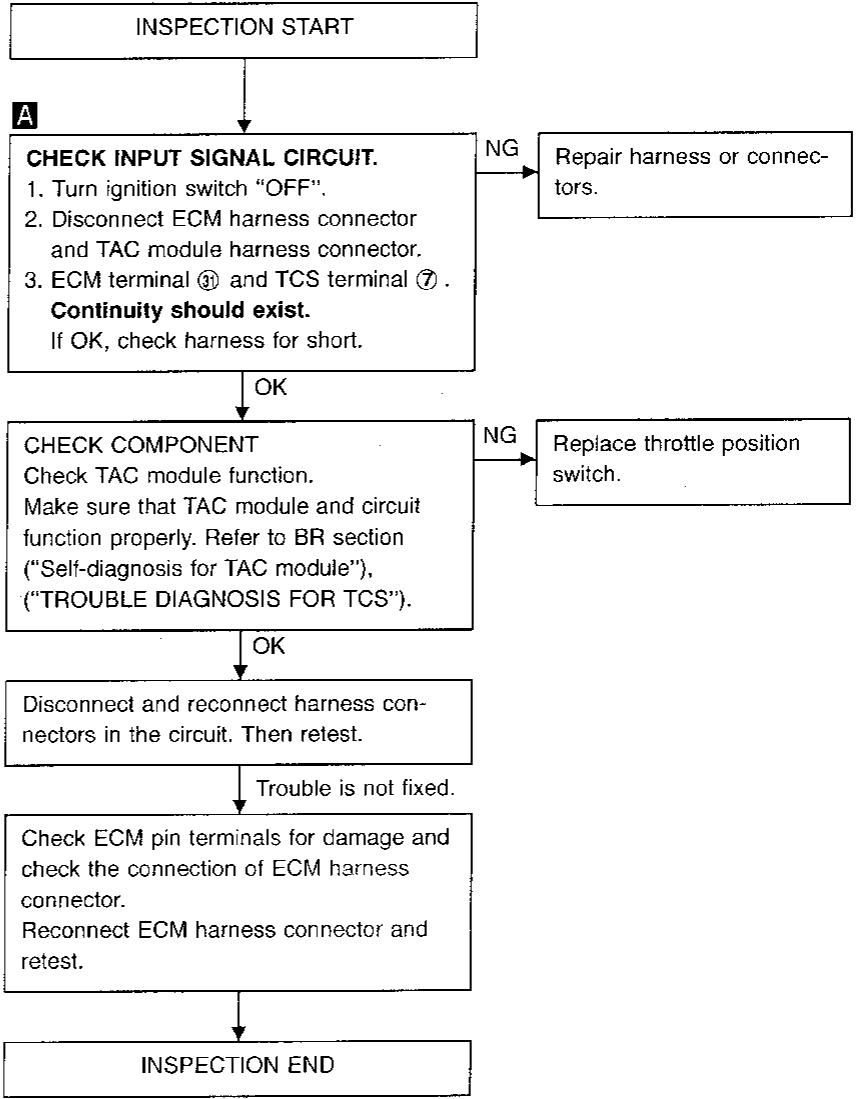 INSPECTION START
A
CHECK INPUT SIGNAL CIRCUIT.
1. Turn ignition switch “OFF”.
2. Disconnect ECM harness connector
and TAC module harness connector.
3. ECM terminal ㉛ and TCS terminal ⑦ .
Continuity should exist.
If OK, check harness for short.
NG
Repair harness or connec-
tors.
OK
CHECK COMPONENT
Check TAC module function.
Make sure that TAC module and circuit
function properly. Refer to BR section
(“Self-diagnosis for TAC module”),
(“TROUBLE DIAGNOSIS FOR TCS”).
NG
Replace throttle position
switch.
OK
Disconnect and reconnect harness con-
nectors in the circuit. Then retest.
Trouble is not fixed.
Check ECM pin terminals for damage and
check the connection of ECM harness
connector.
Reconnect ECM harness connector and
retest.
INSPECTION END